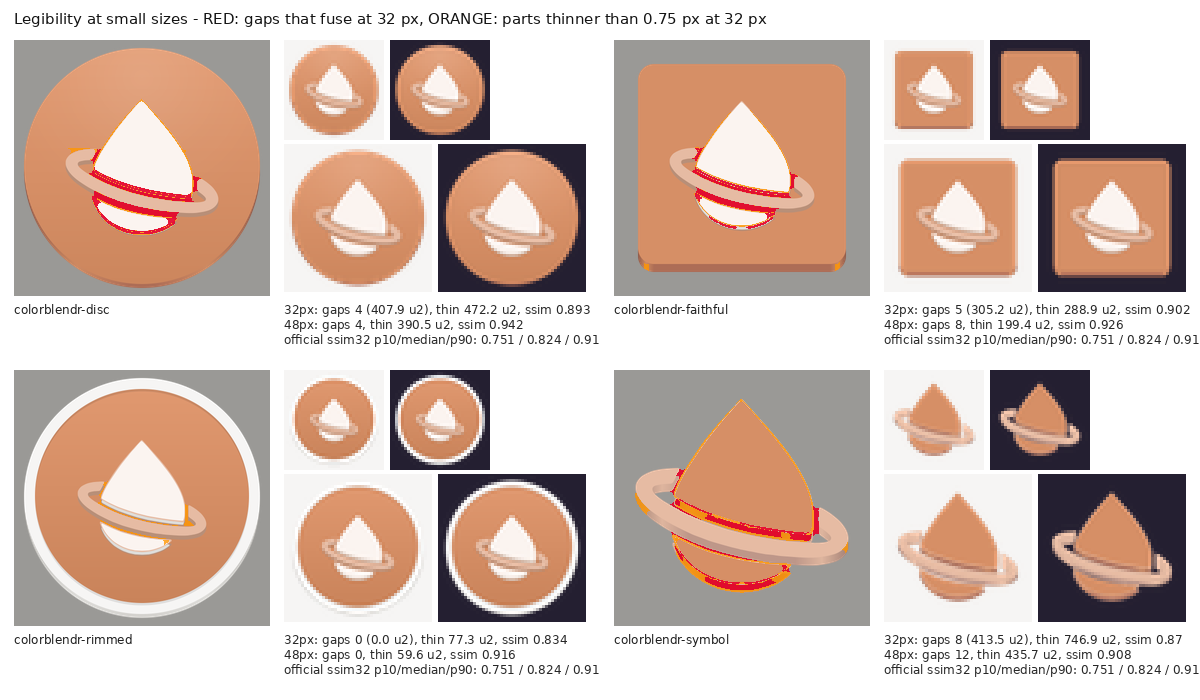 Legibility at small sizes - RED: gaps that fuse at 32 px, ORANGE: parts thinner than 0.75 px at 32 px
colorblendr-disc
32px: gaps 4 (407.9 u2), thin 472.2 u2, ssim 0.893
48px: gaps 4, thin 390.5 u2, ssim 0.942
official ssim32 p10/median/p90: 0.751 / 0.824 / 0.91
colorblendr-faithful
32px: gaps 5 (305.2 u2), thin 288.9 u2, ssim 0.902
48px: gaps 8, thin 199.4 u2, ssim 0.926
official ssim32 p10/median/p90: 0.751 / 0.824 / 0.91
colorblendr-rimmed
32px: gaps 0 (0.0 u2), thin 77.3 u2, ssim 0.834
48px: gaps 0, thin 59.6 u2, ssim 0.916
official ssim32 p10/median/p90: 0.751 / 0.824 / 0.91
colorblendr-symbol
32px: gaps 8 (413.5 u2), thin 746.9 u2, ssim 0.87
48px: gaps 12, thin 435.7 u2, ssim 0.908
official ssim32 p10/median/p90: 0.751 / 0.824 / 0.91